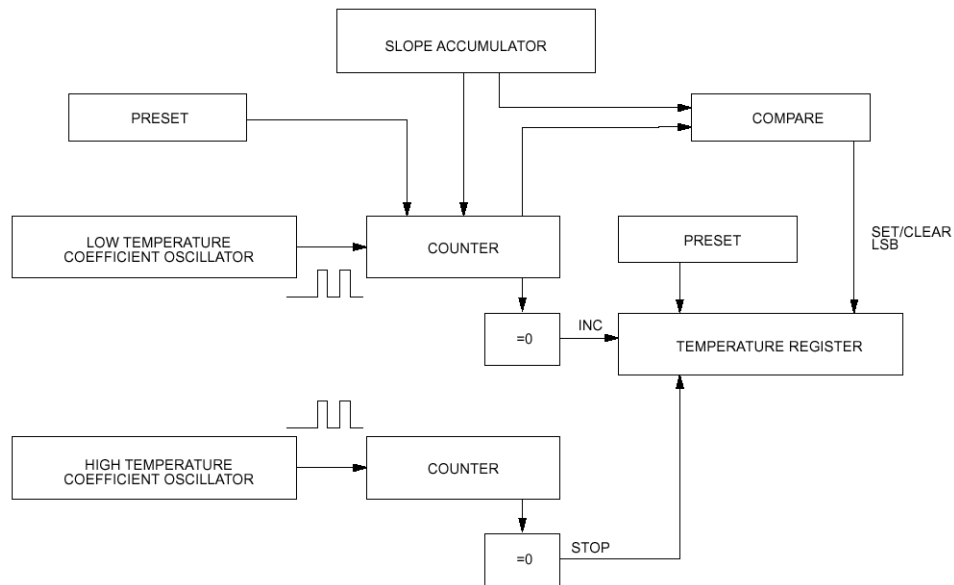 SLOPE ACCUMULATOR
PRESET
COMPARE
LOW TEMPERATURE
COEFFICIENT OSCILLATOR
COUNTER
PRESET
SET/CLEAR
LSB
=0
INC
TEMPERATURE REGISTER
HIGH TEMPERATURE
COEFFICIENT OSCILLATOR
COUNTER
=0
STOP